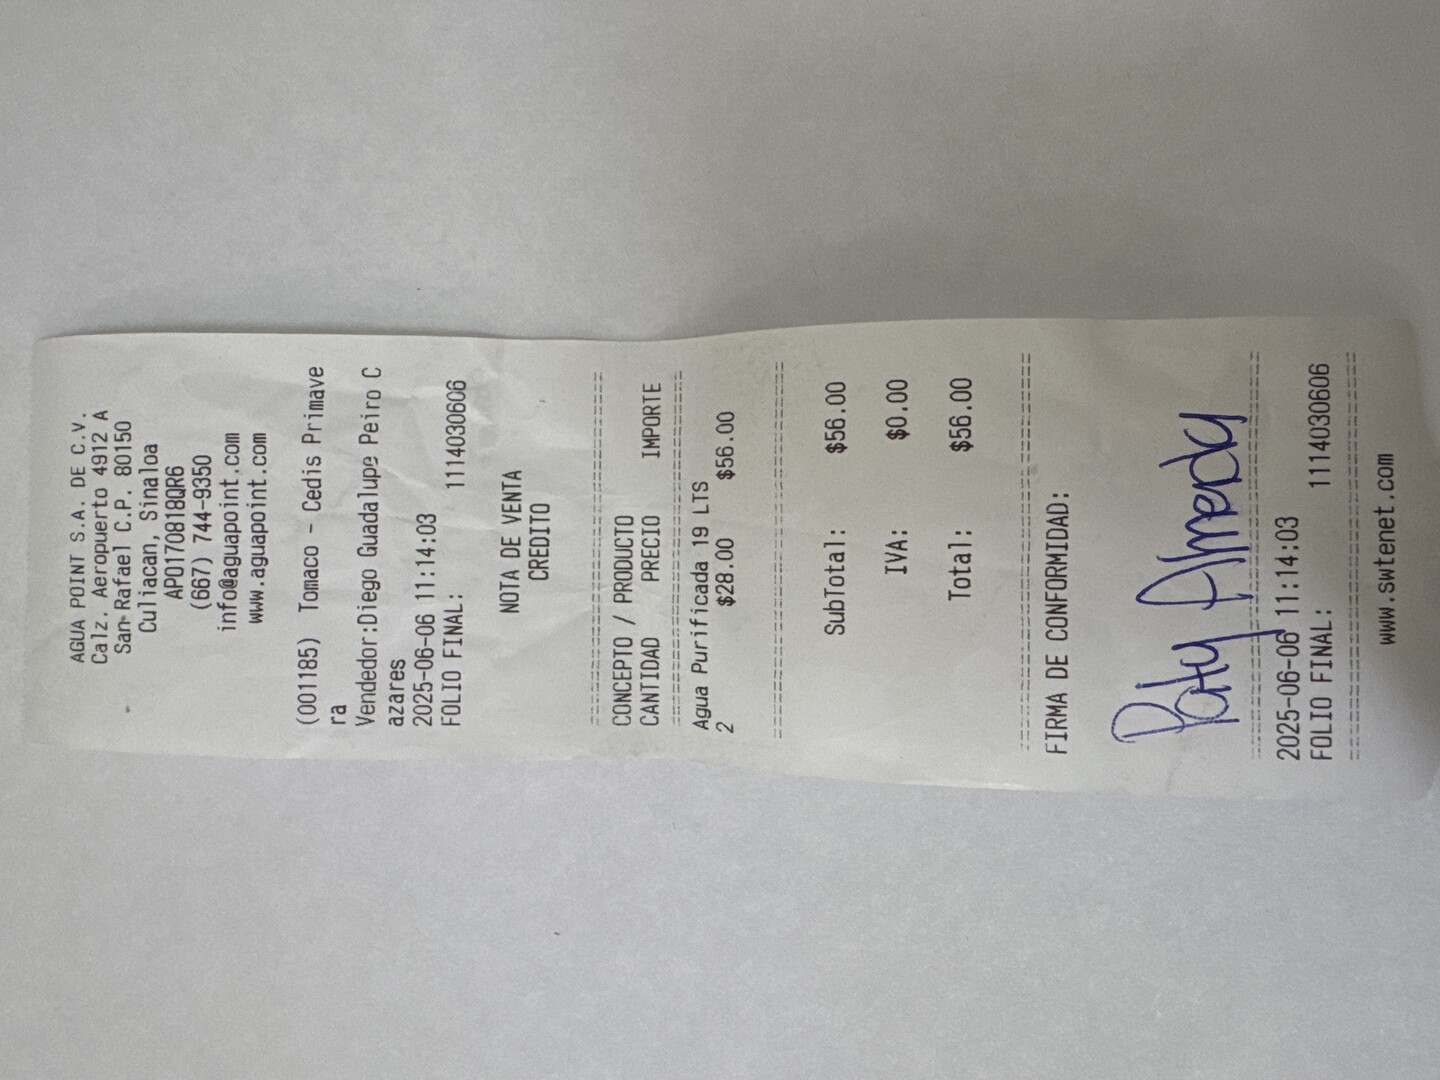 AGUA POINT S.A. DE C.V.
Calz. Aeropuerto 4912 A
San Rafael C.P. 80150
Culiacan, Sinaloa
APO170818QR6
(667) 744-9350
info@aguapoint.com
www.aguapoint.com
(001185) Tomaco - Cedis Primave
ra
Vendedor:Diego Guadalupe Peiro C
azares
2025-06-06 11:14:03
FOLIO FINAL: 1114030606
NOTA DE VENTA
CREDITO
CONCEPTO / PRODUCTO
CANTIDAD PRECIO IMPORTE
Agua Purificada 19 LTS
2 $28.00 $56.00
SubTotal: $56.00
IVA: $0.00
Total: $56.00
FIRMA DE CONFORMIDAD:
Paty
2025-06-06 11:14:03
FOLIO FINAL: 1114030606
www.swtenet.com